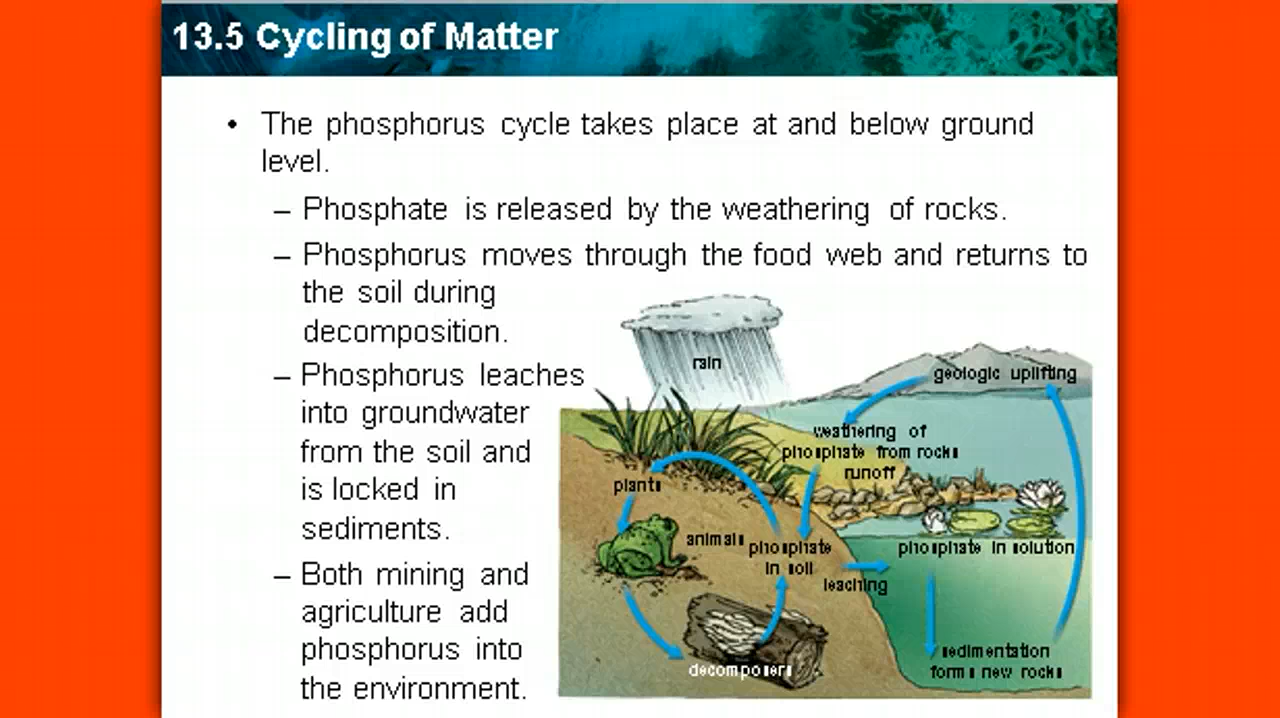 13.5 Cycling of Matter
• The phosphorus cycle takes place at and below ground
level.
– Phosphate is released by the weathering of rocks.
– Phosphorus moves through the food web and returns to
the soil during
decomposition.
– Phosphorus leaches
into groundwater
from the soil and
is locked in
sediments.
– Both mining and
agriculture add
phosphorus into
the environment.
rain
geologic uplifting
weathering of
phosphate from rocks
runoff
plants
animals
phosphate
in soil
leaching
phosphate in solution
decomposers
sedimentation
forms new rocks